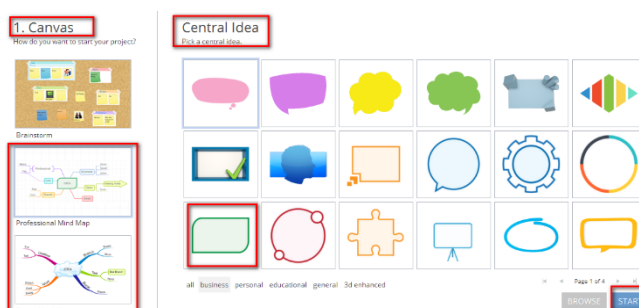 1. Canvas
How do you want to start your project?
Brainstorm
Professional Mind Map
Central Idea
Pick a central idea.
all business personal educational general 3d enhanced
Page 1 of 4
BROWSE
START